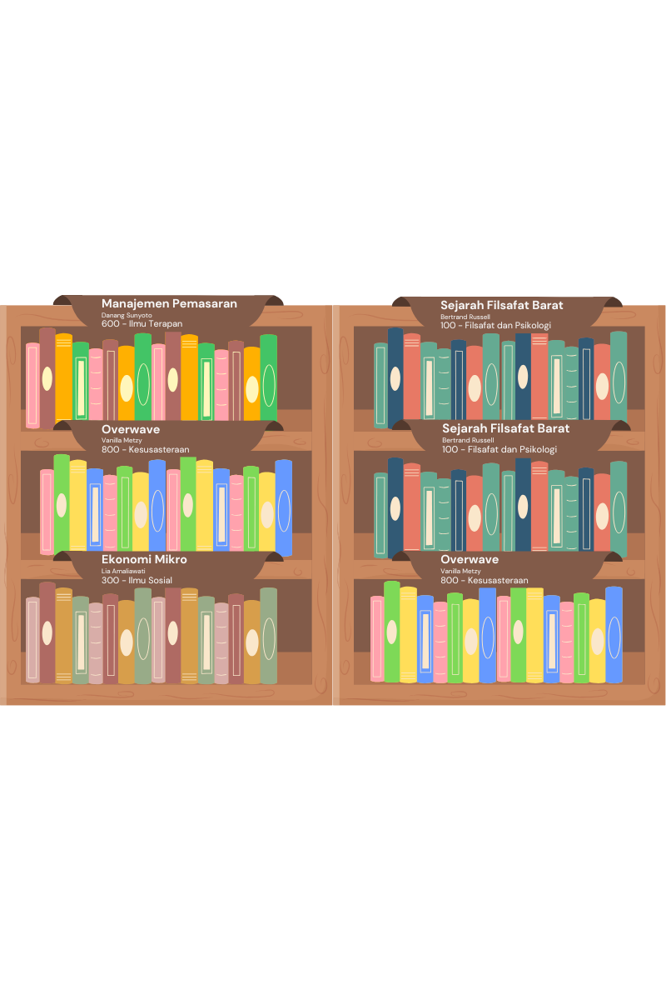 Manajemen Pemasaran
Danang Sunyoto
600 - Ilmu Terapan
Overwave
Vanilla Metzy
800 - Kesusasteraan
Ekonomi Mikro
Lia Amaliawati
300 - Ilmu Sosial
Sejarah Filsafat Barat
Bertrand Russell
100 - Filsafat dan Psikologi
Sejarah Filsafat Barat
Bertrand Russell
100 - Filsafat dan Psikologi
Overwave
Vanilla Metzy
800 - Kesusasteraan